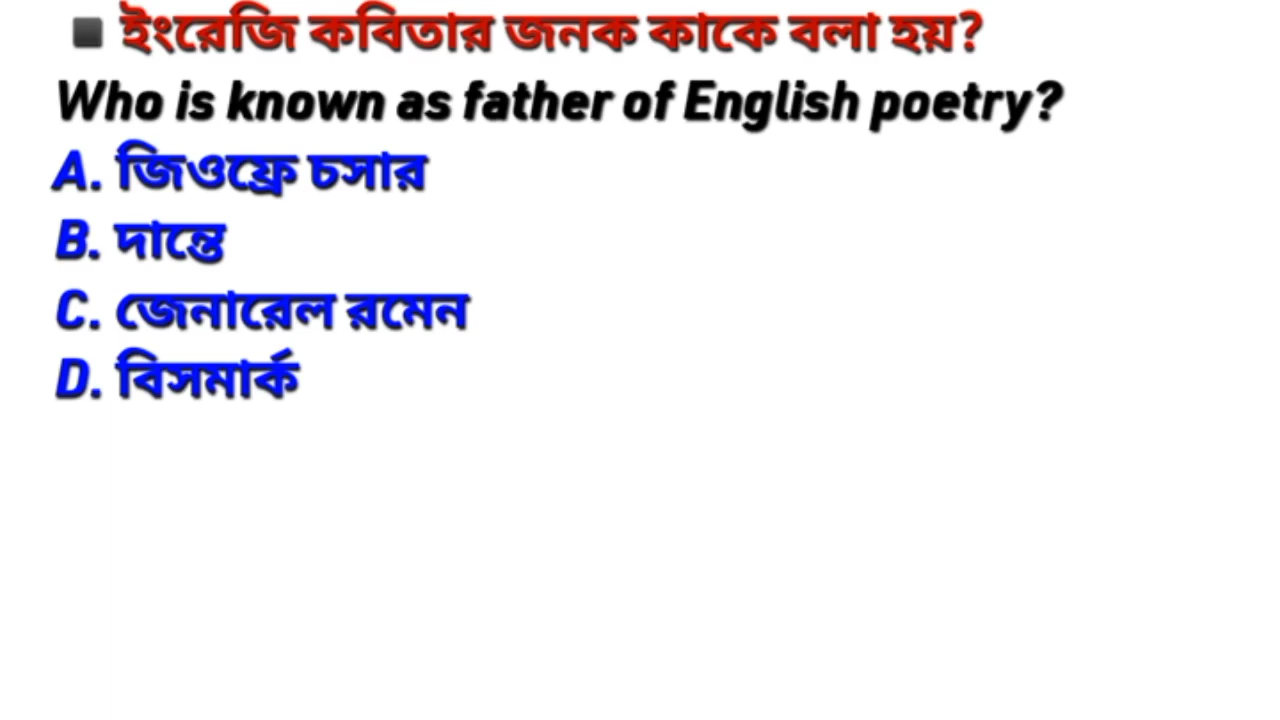 ▪ ইংরেজি কবিতার জনক কাকে বলা হয়?
Who is known as father of English poetry?
A. জিওফ্রে চসার
B. দান্তে
C. জেনারেল রমেন
D. বিসমার্ক